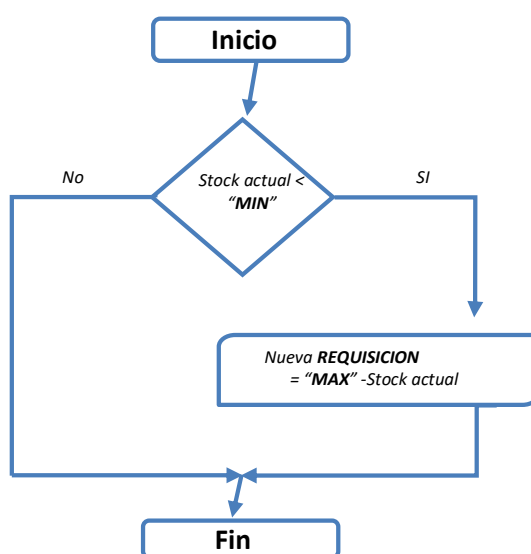 Inicio
No
Stock actual <
“MIN”
SI
Nueva REQUISICION
= “MAX” -Stock actual
Fin